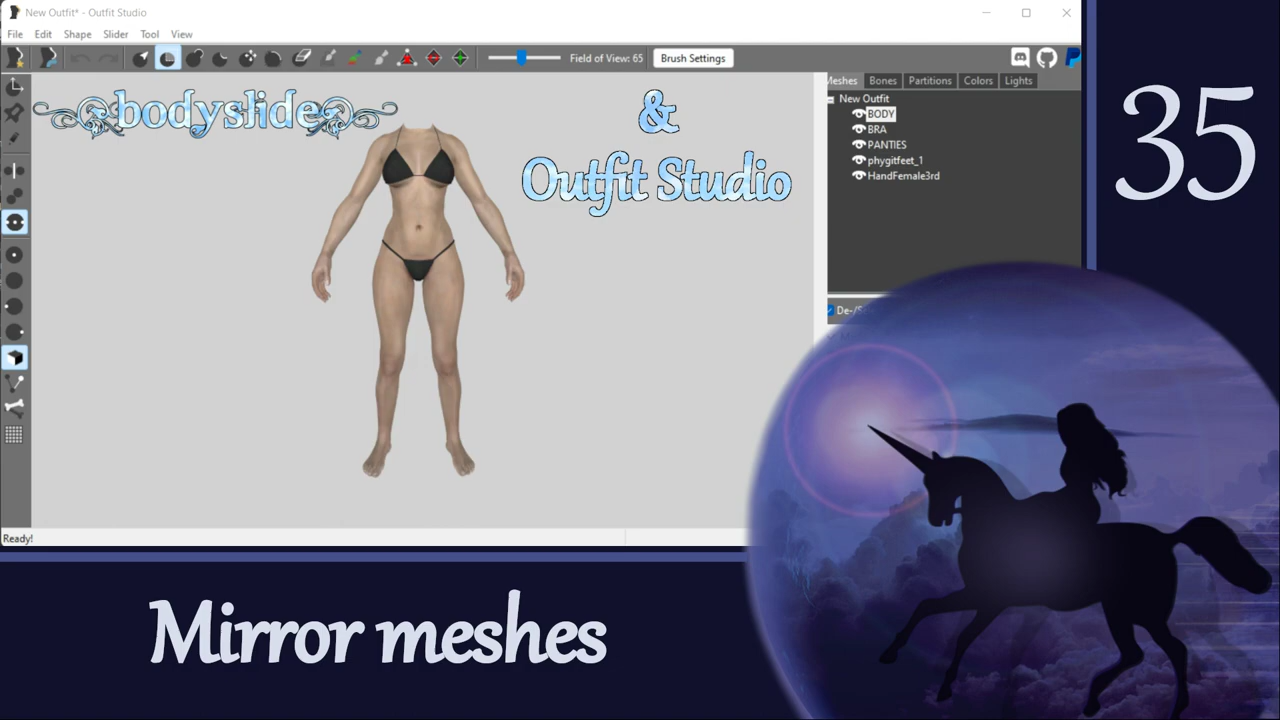 New Outfit* - Outfit Studio
File Edit Shape Slider Tool View
Field of View: 65 Brush Settings
Meshes Bones Partitions Colors Lights
New Outfit
BODY
BRA
PANTIES
phygitfeet_1
HandFemale3rd
bodyslide
&
Outfit Studio
35
Ready!
Mirror meshes